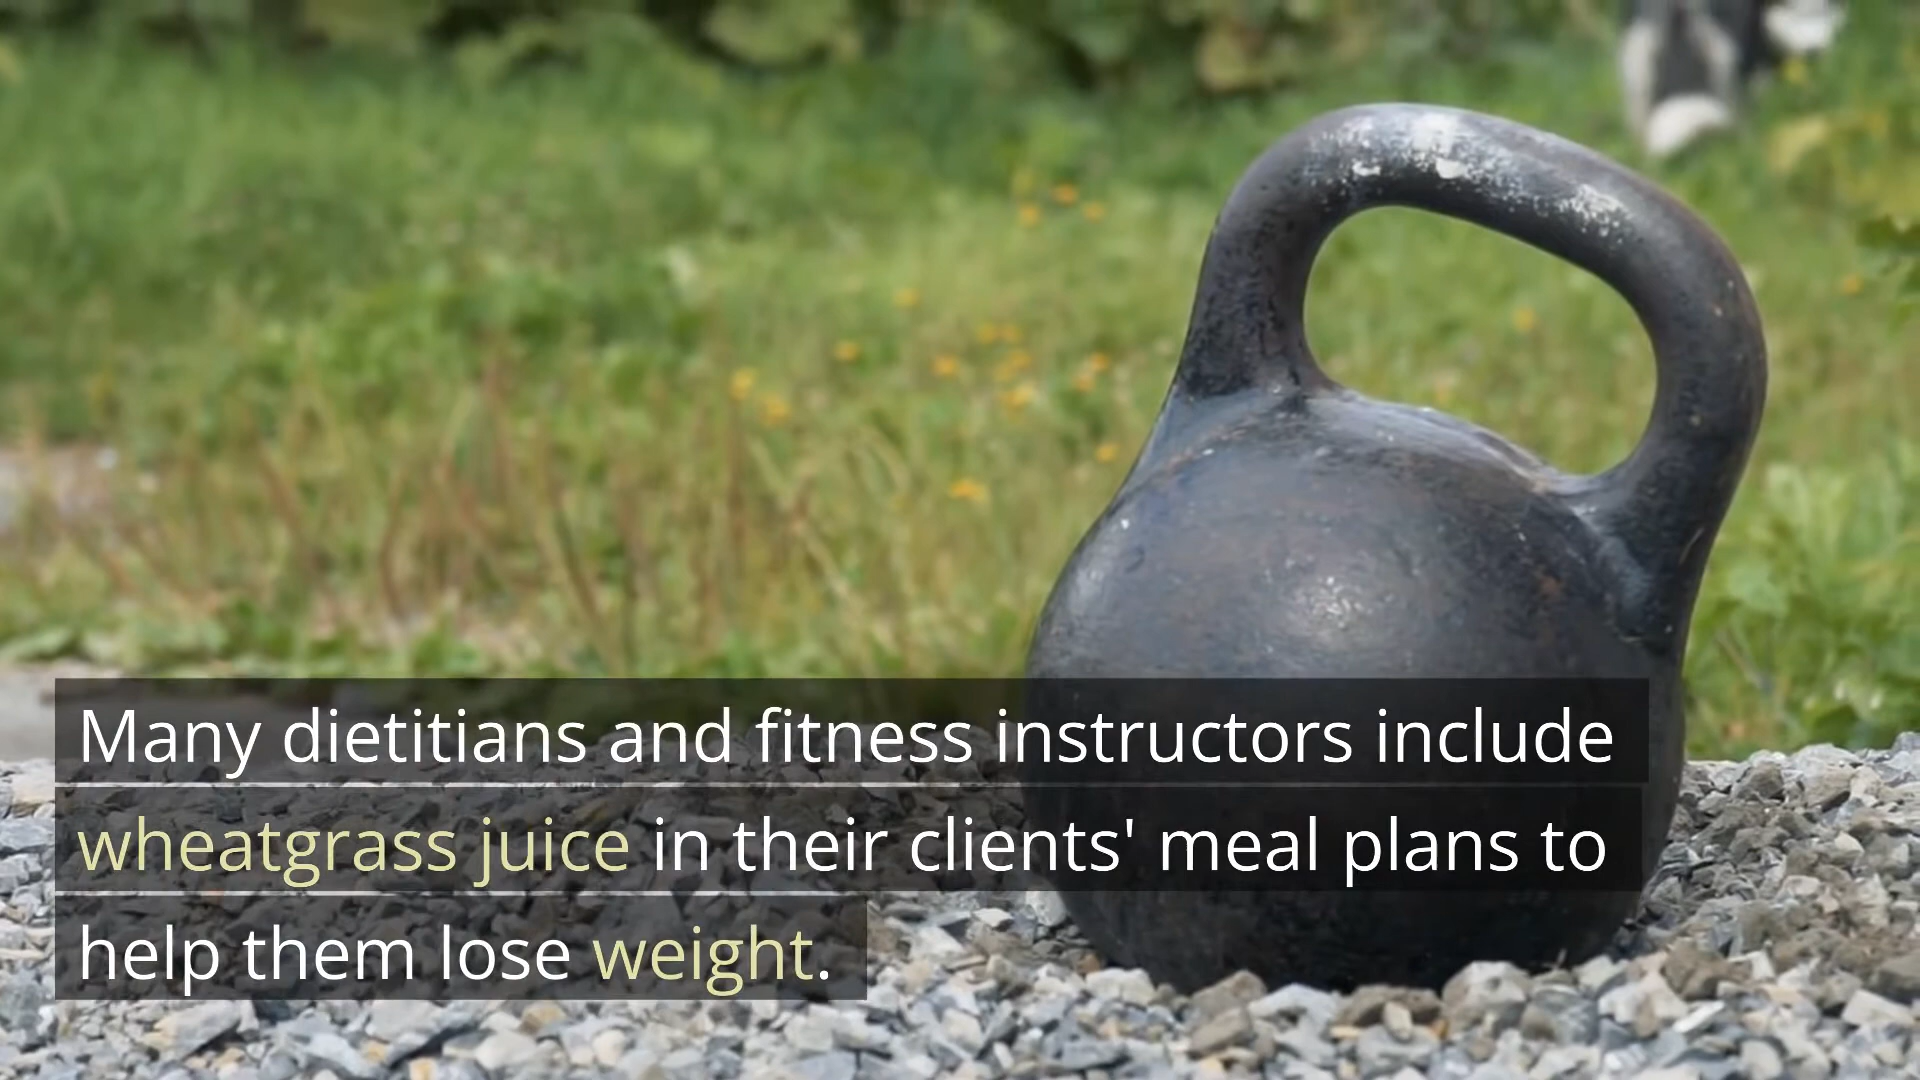 Many dietitians and fitness instructors include
wheatgrass juice in their clients' meal plans to
help them lose weight.